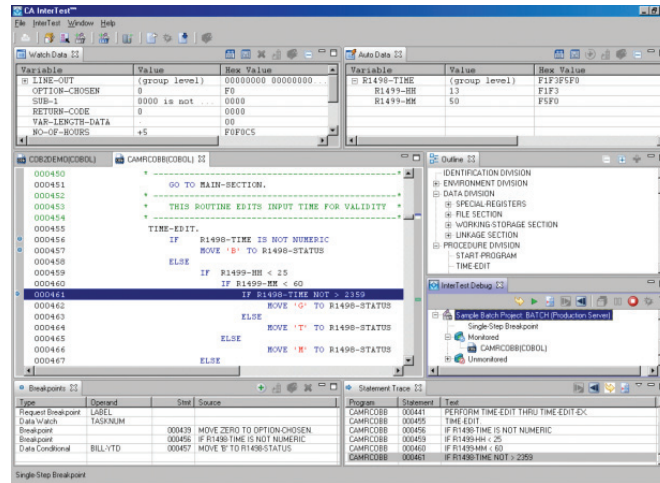 CA InterTest™
File InterTest Window Help
Watch Data
Variable Value Hex Value
LINE-OUT (group level) 00000000 00000000...
OPTION-CHOSEN 0 F0
SUB-1 0000 is not ... 0000
RETURN-CODE 0 0000
VAR-LENGTH-DATA . 00
NO-OF-HOURS +5 F0F0C5
Auto Data
Variable Value Hex Value
R1498-TIME (group level) F1F3F5F0
R1499-HH 13 F1F3
R1499-MM 50 F5F0
COB2DEMO(COBOL) CAMRCOBB(COBOL)
000450 * -----------------------------------------------*
000451 GO TO MAIN-SECTION.
000452 * -----------------------------------------------*
000453 * THIS ROUTINE EDITS INPUT TIME FOR VALIDITY *
000454 * -----------------------------------------------*
000455 TIME-EDIT.
000456 IF R1498-TIME IS NOT NUMERIC
000457 MOVE 'B' TO R1498-STATUS
000458 ELSE
000459 IF R1499-HH < 25
000460 IF R1499-MM < 60
000461 IF R1498-TIME NOT > 2359
000462 MOVE 'G' TO R1498-STATUS
000463 ELSE
000464 MOVE 'T' TO R1498-STATUS
000465 ELSE
000466 MOVE 'M' TO R1498-STATUS
000467 ELSE
Outline
IDENTIFICATION DIVISION
ENVIRONMENT DIVISION
DATA DIVISION
SPECIAL-REGISTERS
FILE SECTION
WORKING-STORAGE SECTION
LINKAGE SECTION
PROCEDURE DIVISION
START-PROGRAM
TIME-EDIT
InterTest Debug
Sample Batch Project: BATCH (Production Server)
Single-Step Breakpoint
Monitored
CAMRCOBB(COBOL)
Unmonitored
Breakpoints
Type Operand Stmt Source
Request Breakpoint LABEL
Data Watch TASKNUM
Breakpoint 000439 MOVE ZERO TO OPTION-CHOSEN.
Breakpoint 000456 IF R1498-TIME IS NOT NUMERIC
Data Conditional BILL-YTD 000457 MOVE 'B' TO R1498-STATUS
Statement Trace
Program Statement Text
CAMRCOBB 000441 PERFORM TIME-EDIT THRU TIME-EDIT-EX.
CAMRCOBB 000455 TIME-EDIT.
CAMRCOBB 000456 IF R1498-TIME IS NOT NUMERIC
CAMRCOBB 000459 IF R1499-HH < 25
CAMRCOBB 000460 IF R1499-MM < 60
CAMRCOBB 000461 IF R1498-TIME NOT > 2359
Single-Step Breakpoint